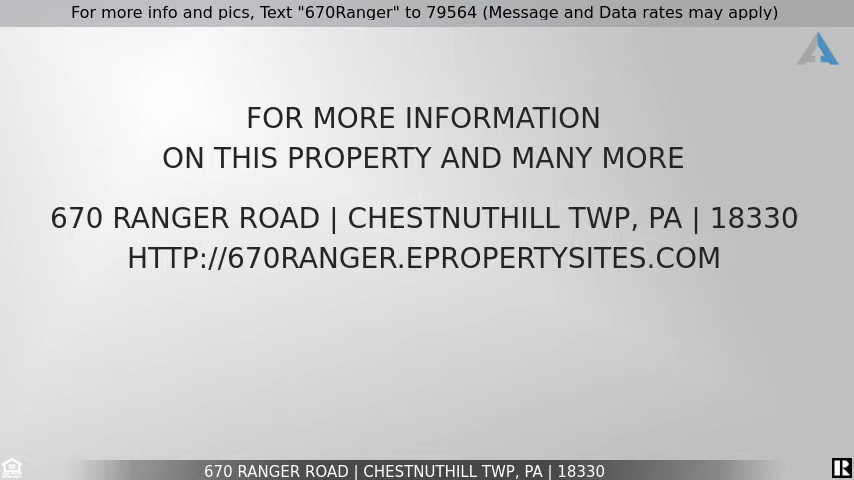 For more info and pics, Text "670Ranger" to 79564 (Message and Data rates may apply)
FOR MORE INFORMATION
ON THIS PROPERTY AND MANY MORE
670 RANGER ROAD | CHESTNUTHILL TWP, PA | 18330
HTTP://670RANGER.EPROPERTYSITES.COM
670 RANGER ROAD | CHESTNUTHILL TWP, PA | 18330